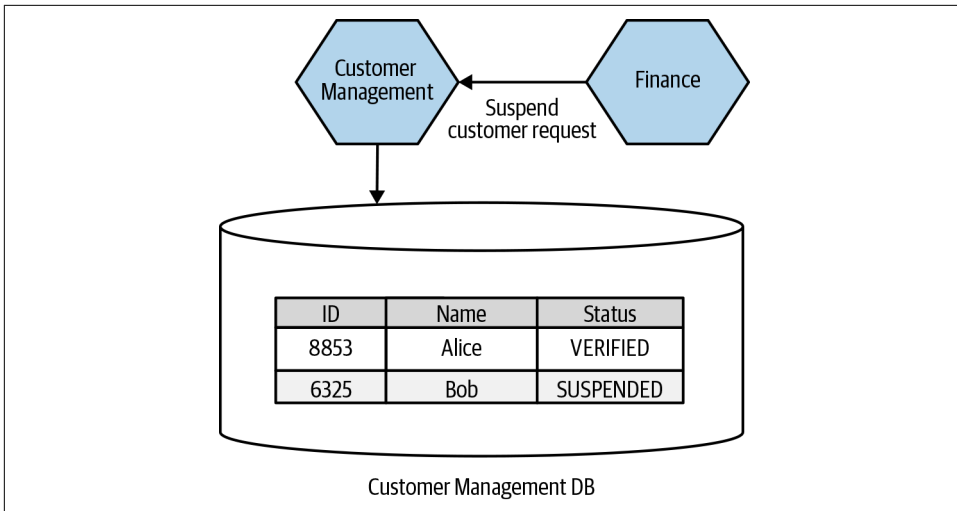 Customer
Management
Finance
Suspend
customer request
ID Name Status
8853 Alice VERIFIED
6325 Bob SUSPENDED
Customer Management DB